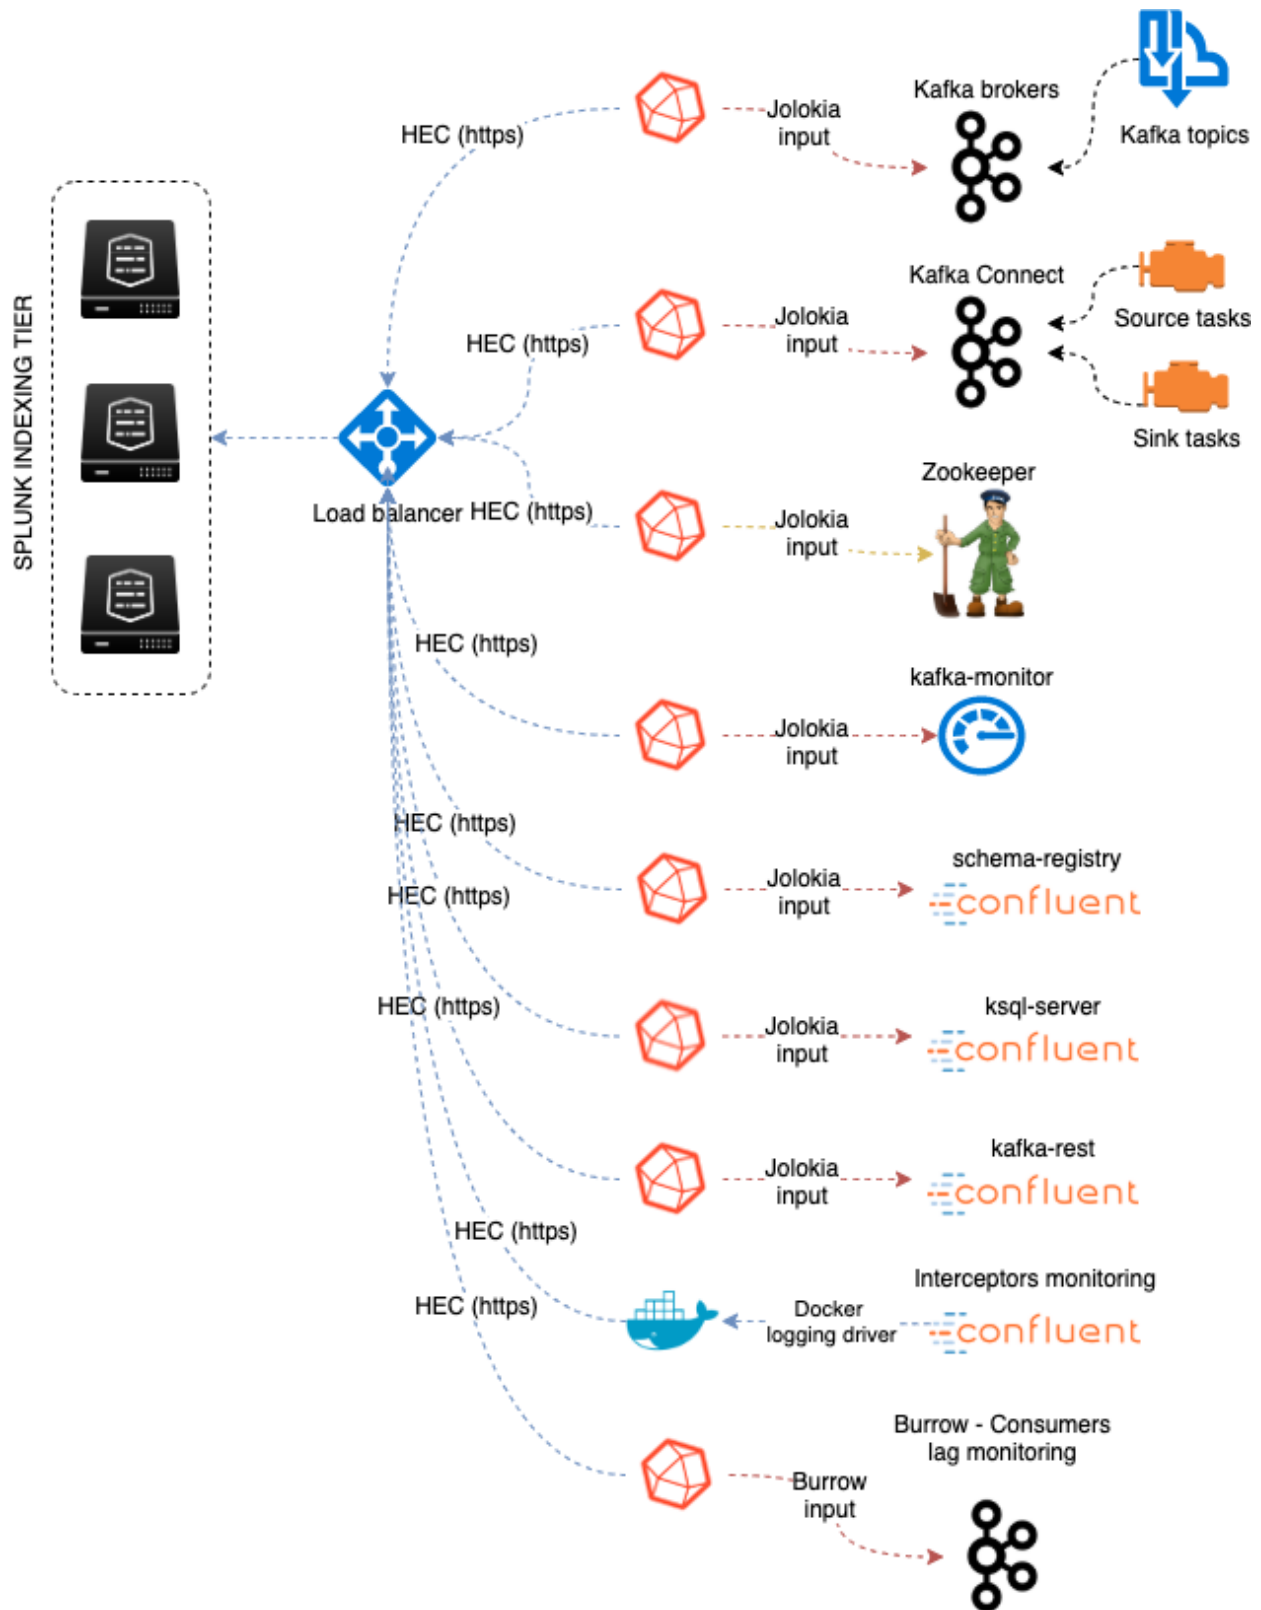 Kafka topics
Kafka brokers
Jolokia
input
HEC (https)
SPLUNK INDEXING TIER
Kafka Connect
Source tasks
Jolokia
input
HEC (https)
Sink tasks
Zookeeper
Load balancer
HEC (https)
Jolokia
input
HEC (https)
kafka-monitor
Jolokia
input
HEC (https)
schema-registry
Jolokia
input
confluent
HEC (https)
ksql-server
Jolokia
input
confluent
HEC (https)
kafka-rest
Jolokia
input
confluent
HEC (https)
Interceptors monitoring
Docker
logging driver
confluent
HEC (https)
Burrow - Consumers
lag monitoring
Burrow
input